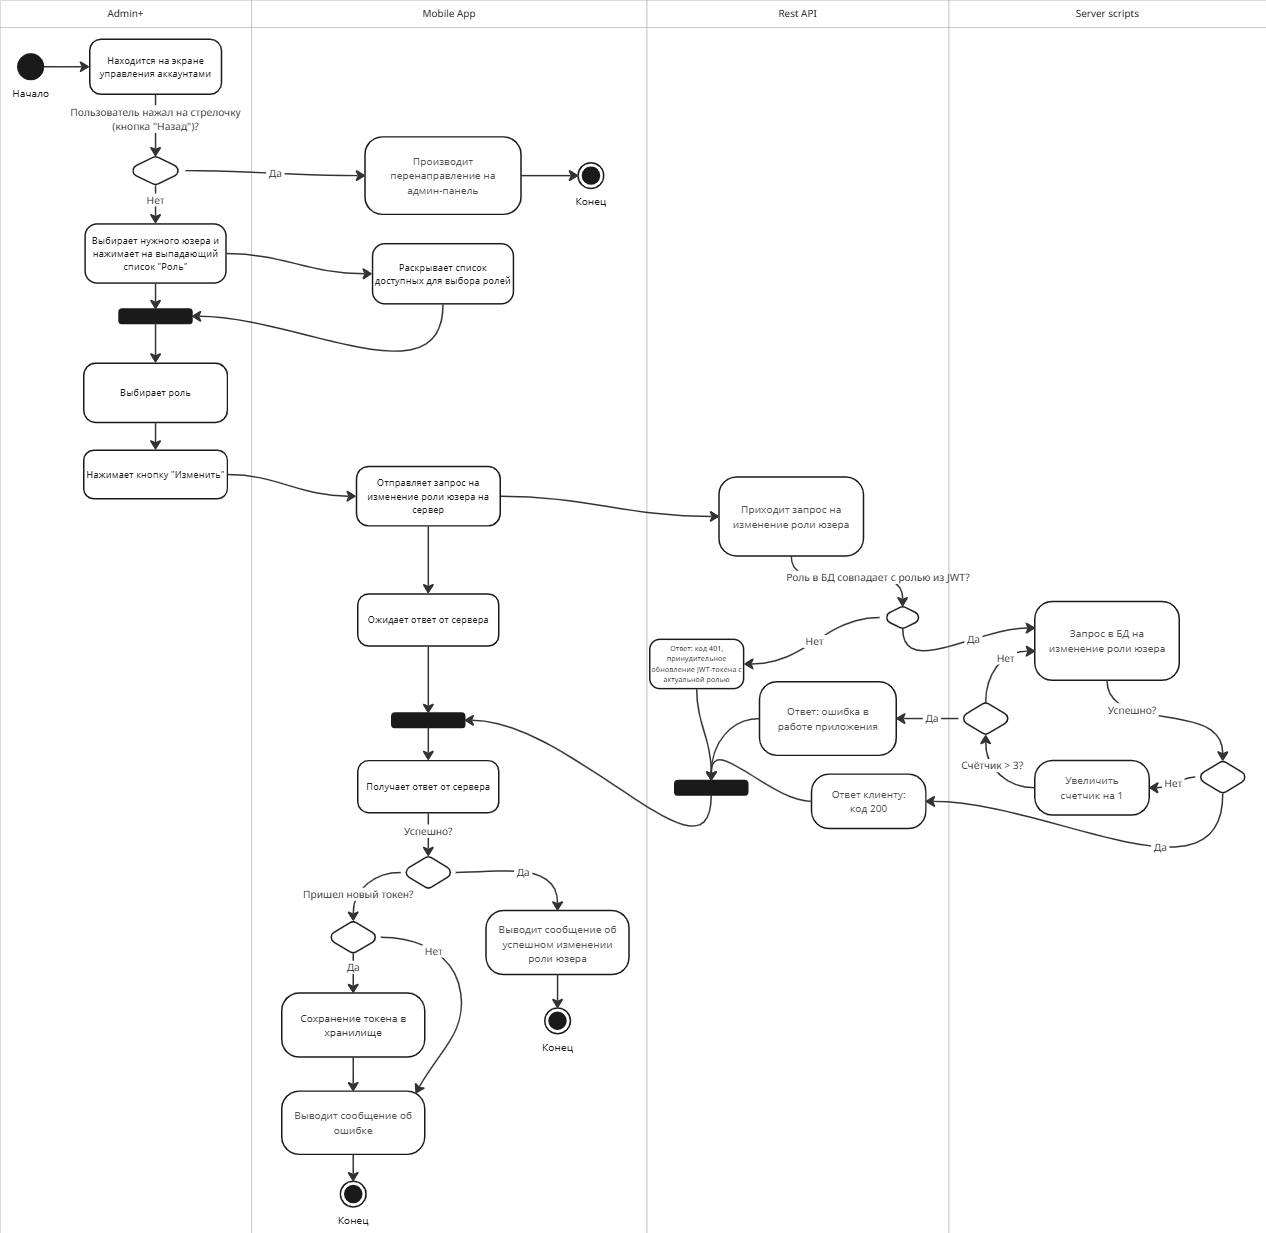 Admin+
Mobile App
Rest API
Server scripts
Находится на экране
управления аккаунтами
Начало
Пользователь нажал на стрелочку
(кнопка "Назад")?
Да
Производит
перенаправление на
админ-панель
Конец
Нет
Выбирает нужного юзера и
нажимает на выпадающий
список "Роль"
Раскрывает список
доступных для выбора ролей
Выбирает роль
Нажимает кнопку "Изменить"
Отправляет запрос на
изменение роли юзера на
сервер
Приходит запрос на
изменение роли юзера
Роль в БД совпадает с ролью из JWT?
Ожидает ответ от сервера
Нет
Да
Запрос в БД на
изменение роли юзера
Ответ: код 401,
принудительное
обновление JWT-токена с
актуальной ролью
Нет
Ответ: ошибка в
работе приложения
Да
Успешно?
Счётчик > 3?
Увеличить
счетчик на 1
Нет
Получает ответ от сервера
Ответ клиенту:
код 200
Да
Успешно?
Да
Пришел новый токен?
Выводит сообщение об
успешном изменении
роли юзера
Нет
Да
Сохранение токена в
хранилище
Конец
Выводит сообщение об
ошибке
Конец